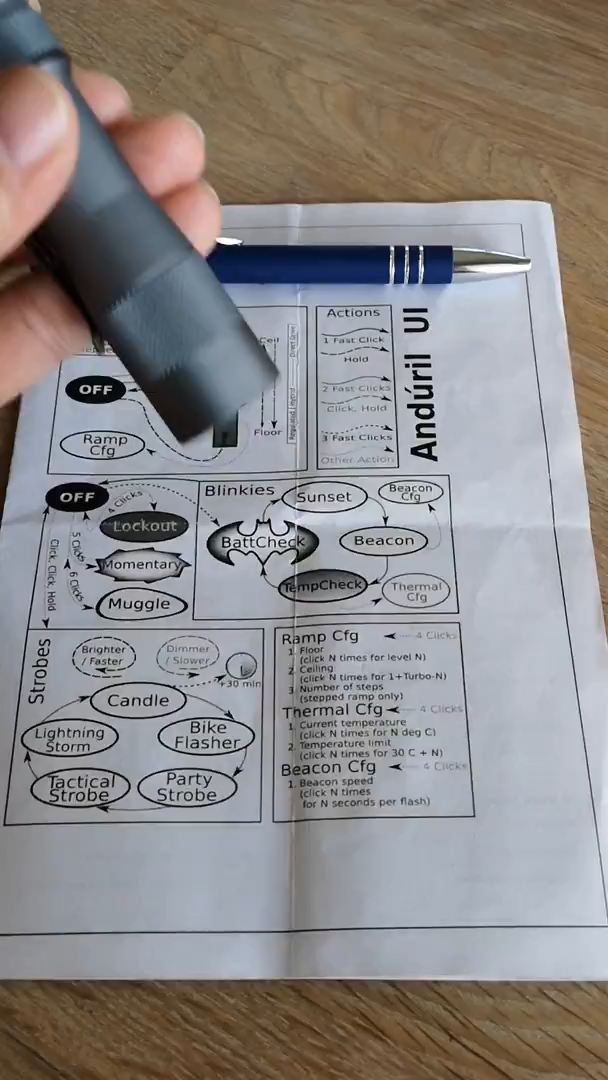 Actions
1 Fast Click
Hold
2 Fast Clicks
Click, Hold
3 Fast Clicks
Other Action
Andúril UI
Ceil
Direct Drive
Regulated / Hybrid
Floor
OFF
Ramp
Cfg
OFF
4 Clicks
Lockout
5 Clicks
Momentary
6 Clicks
Muggle
Click, Click, Hold
Blinkies
Sunset
Beacon
Cfg
BattCheck
Beacon
TempCheck
Thermal
Cfg
Strobes
Brighter
/ Faster
Dimmer
/ Slower
+30 min
Candle
Lightning
Storm
Bike
Flasher
Tactical
Strobe
Party
Strobe
Ramp Cfg
4 Clicks
1. Floor
(click N times for level N)
2. Ceiling
(click N times for 1+Turbo-N)
3. Number of steps
(stepped ramp only)
Thermal Cfg
4 Clicks
1. Current temperature
(click N times for N deg C)
2. Temperature limit
(click N times for 30 C + N)
Beacon Cfg
4 Clicks
1. Beacon speed
(click N times
for N seconds per flash)